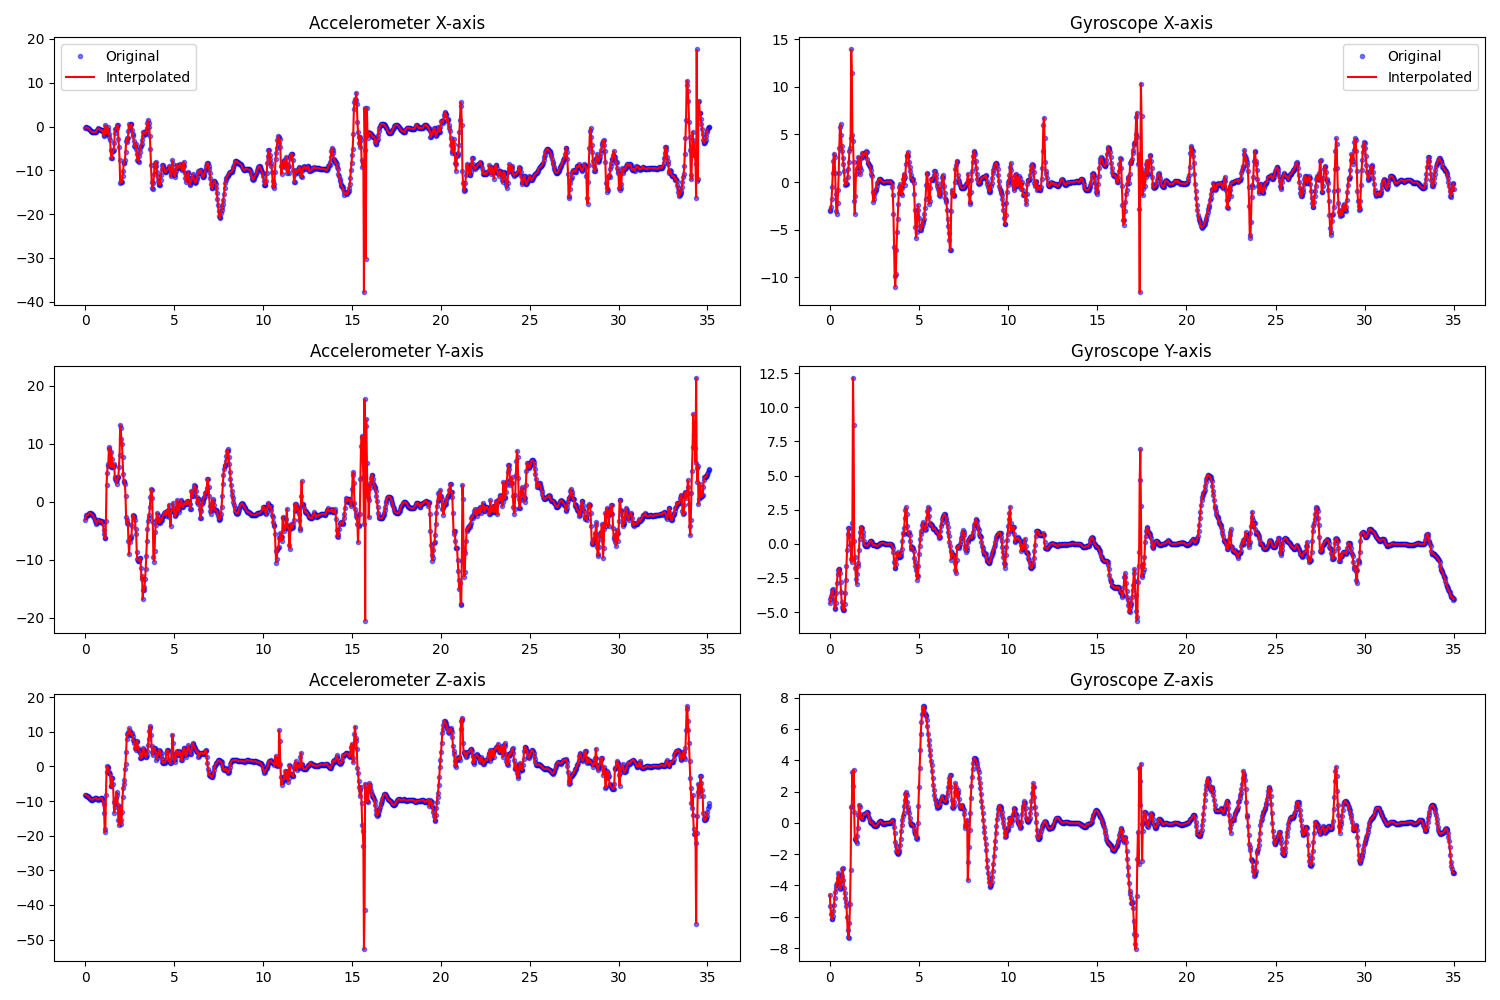 Accelerometer X-axis
20
10
0
−10
−20
−30
−40
Original
Interpolated
0 5 10 15 20 25 30 35
Gyroscope X-axis
15
10
5
0
−5
−10
Original
Interpolated
0 5 10 15 20 25 30 35
Accelerometer Y-axis
20
10
0
−10
−20
0 5 10 15 20 25 30 35
Gyroscope Y-axis
12.5
10.0
7.5
5.0
2.5
0.0
−2.5
−5.0
0 5 10 15 20 25 30 35
Accelerometer Z-axis
20
10
0
−10
−20
−30
−40
−50
0 5 10 15 20 25 30 35
Gyroscope Z-axis
8
6
4
2
0
−2
−4
−6
−8
0 5 10 15 20 25 30 35